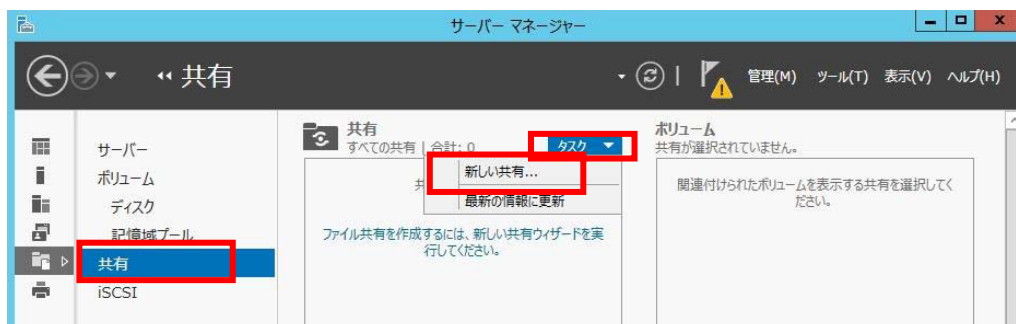 サーバー マネージャー
共有
管理(M) ツール(T) 表示(V) ヘルプ(H)
サーバー
ボリューム
ディスク
記憶域プール
共有
iSCSI
共有
すべての共有 | 合計: 0
タスク
新しい共有...
最新の情報に更新
共
ファイル共有を作成するには、新しい共有ウィザードを実
行してください。
ボリューム
共有が選択されていません。
関連付けられたボリュームを表示する共有を選択してく
ださい。